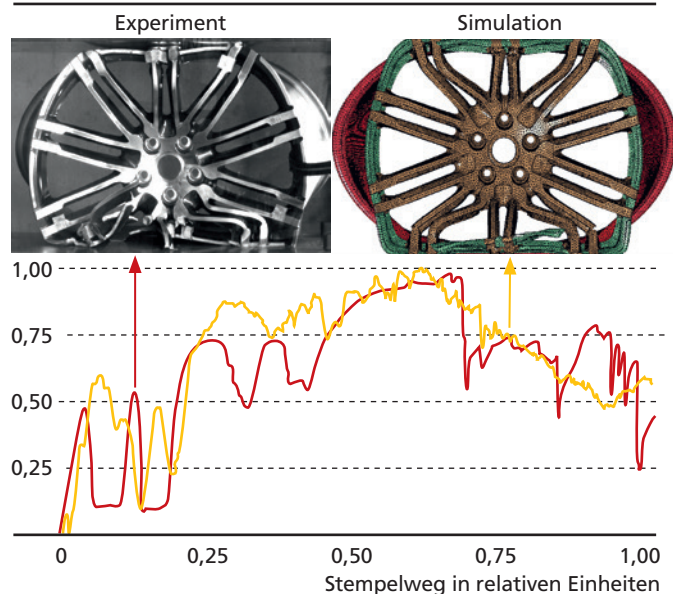 Experiment
Simulation
1,00
0,75
0,50
0,25
0 0,25 0,50 0,75 1,00
Stempelweg in relativen Einheiten